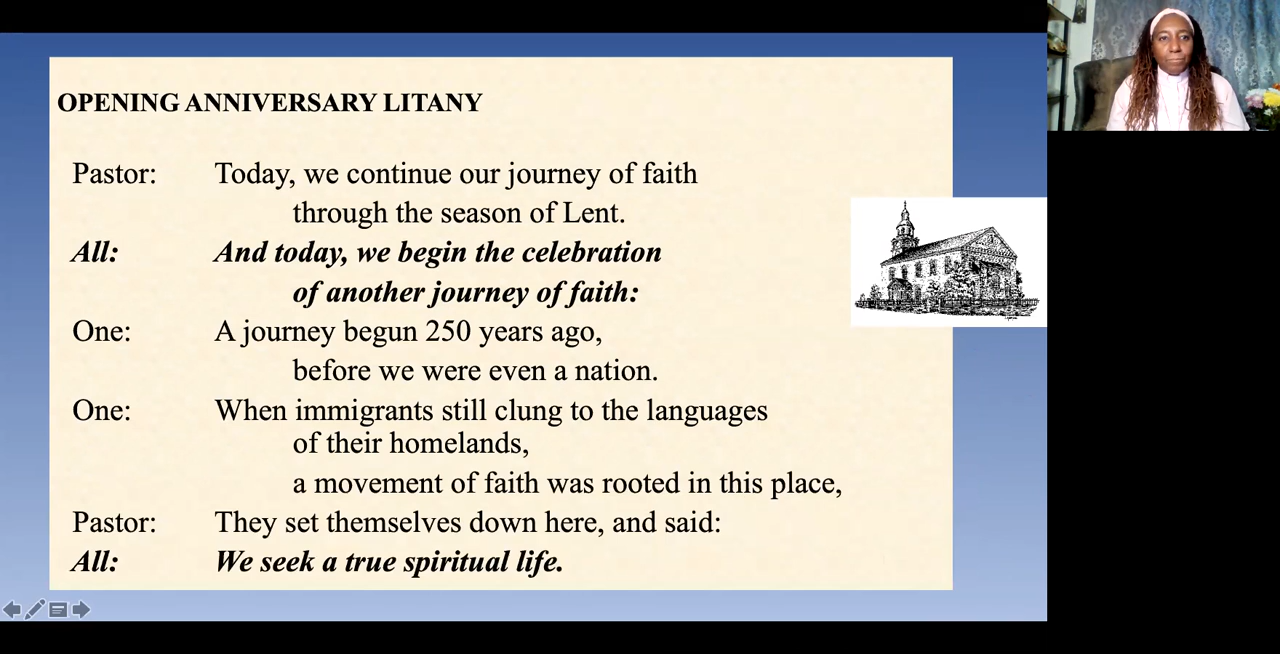 OPENING ANNIVERSARY LITANY
Pastor: Today, we continue our journey of faith
through the season of Lent.
All: And today, we begin the celebration
of another journey of faith:
One: A journey begun 250 years ago,
before we were even a nation.
One: When immigrants still clung to the languages
of their homelands,
a movement of faith was rooted in this place,
Pastor: They set themselves down here, and said:
All: We seek a true spiritual life.